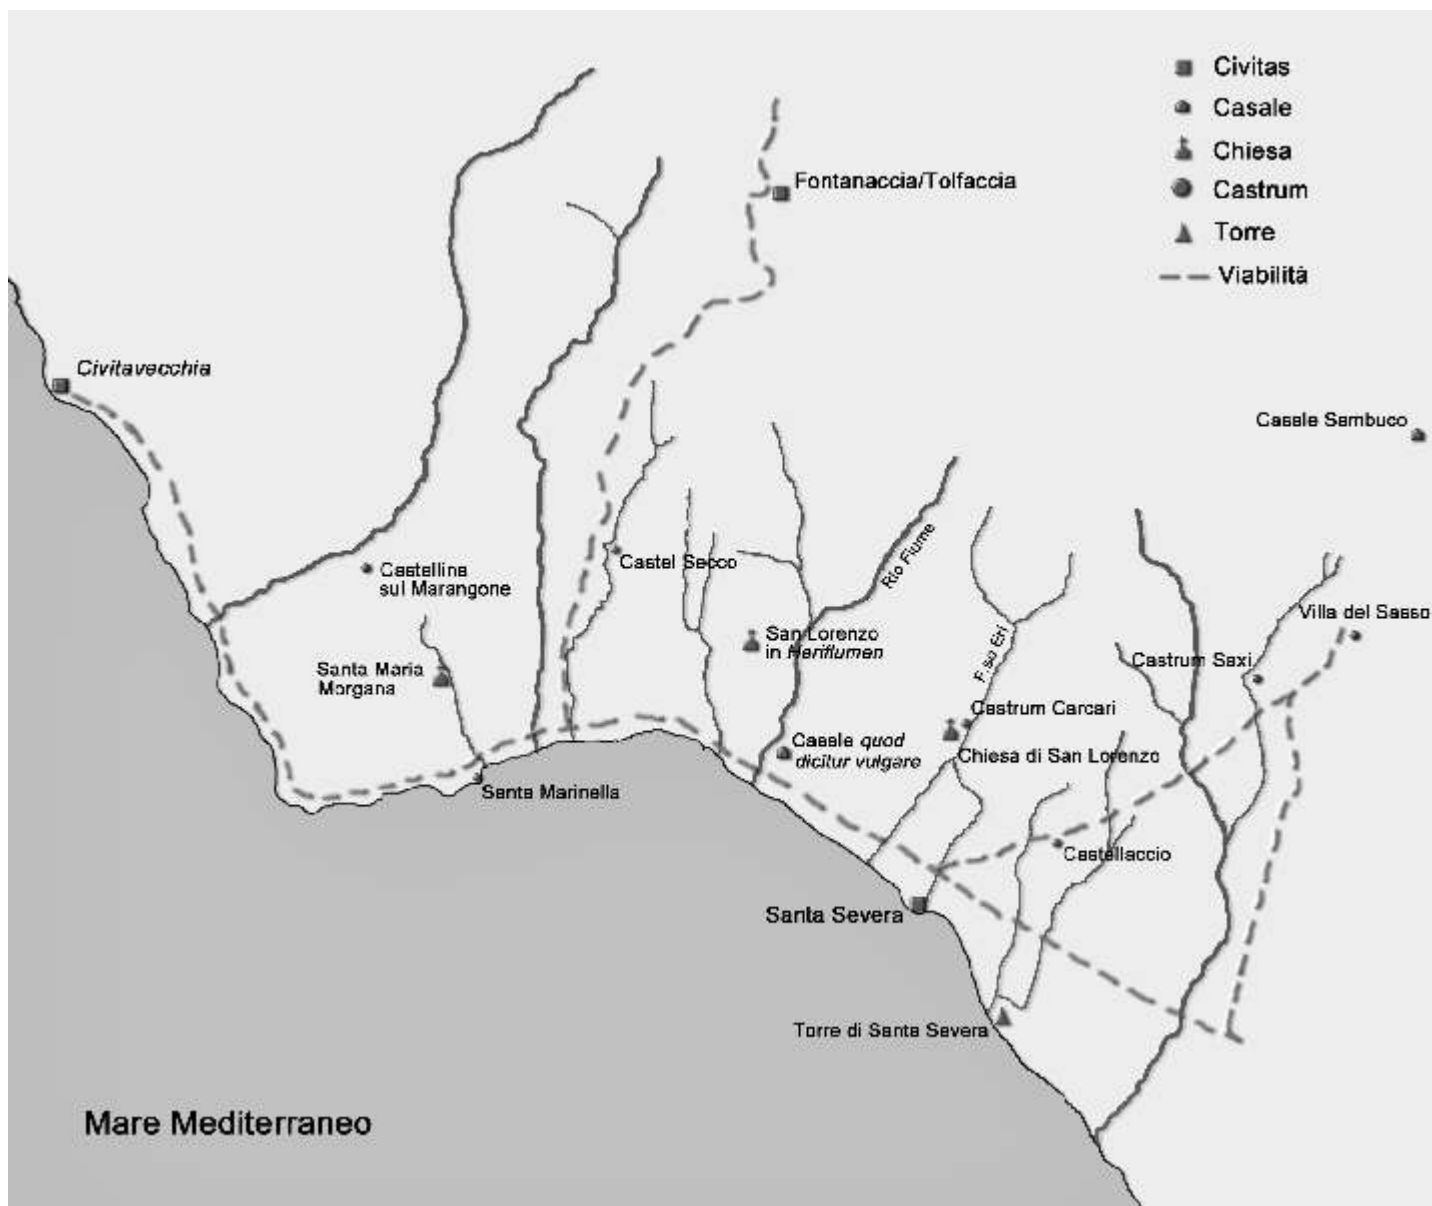 Civitas
Casale
Chiesa
Castrum
Torre
Viabilità
Fontanaccia/Tolfaccia
Civitavecchia
Casale Sambuco
Castellina
sul Marangone
Castel Secco
Rio Fiume
San Lorenzo
in Heriflumen
F.so Eri
Villa del Sasso
Castrum Saxi
Santa Maria
Morgana
Castrum Carcari
Chiesa di San Lorenzo
Casale quod
dicitur vulgare
Santa Marinella
Castellaccio
Santa Severa
Torre di Santa Severa
Mare Mediterraneo